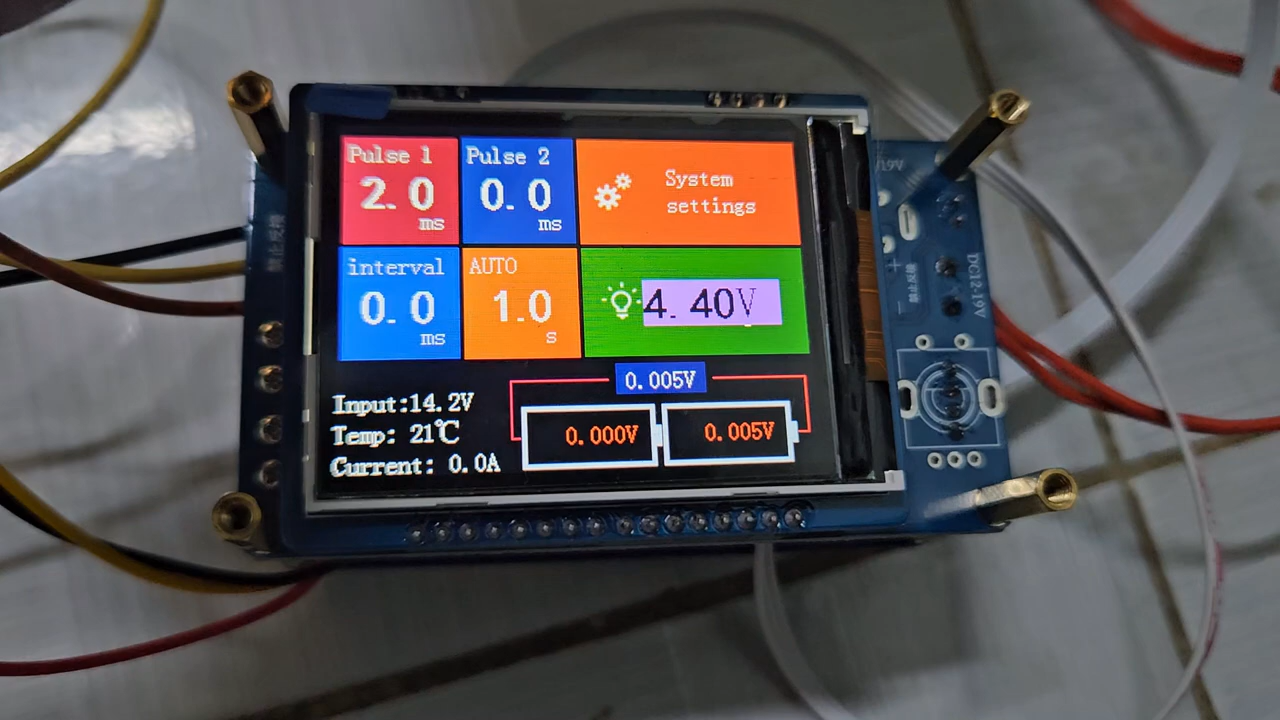 Pulse 1
2.0
ms
Pulse 2
0.0
ms
System
settings
interval
0.0
ms
AUTO
1.0
s
4.40V
0.005V
Input:14.2V
Temp: 21℃
Current: 0.0A
0.000V
0.005V
DC12-19V